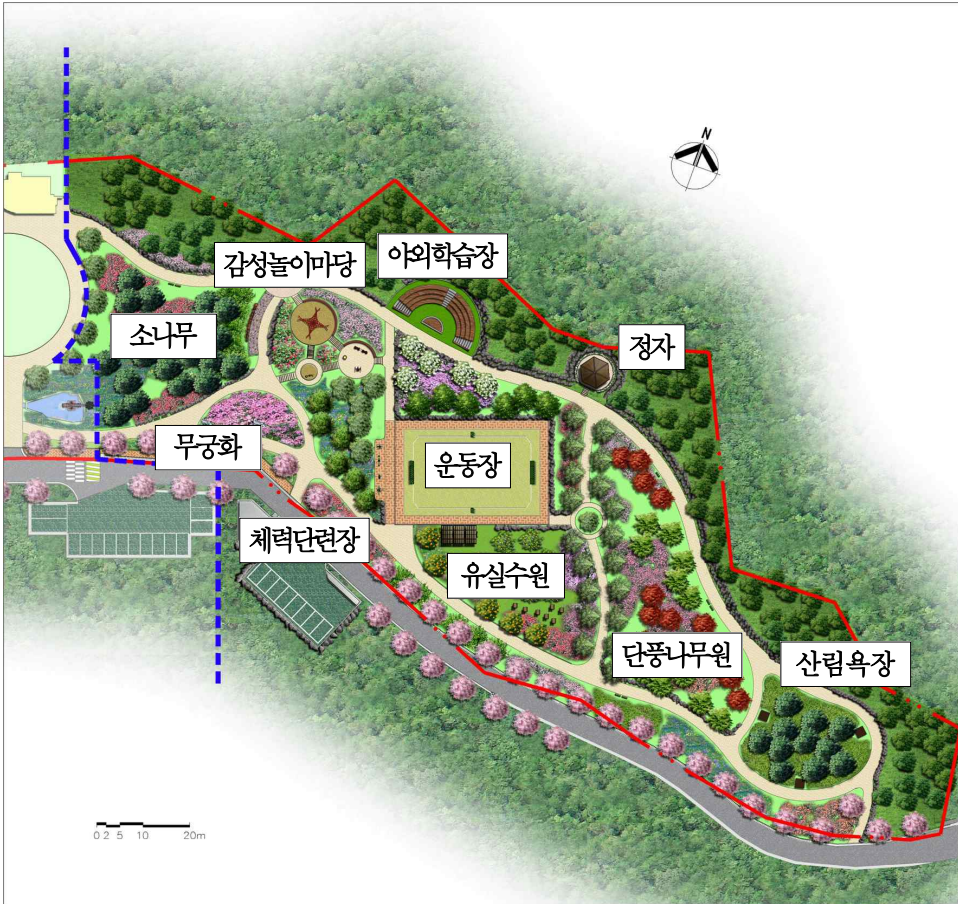 N
감성놀이마당
야외학습장
소나무
정자
무궁화
운동장
체력단련장
유실수원
단풍나무원
산림욕장
0 2 5 10 20m